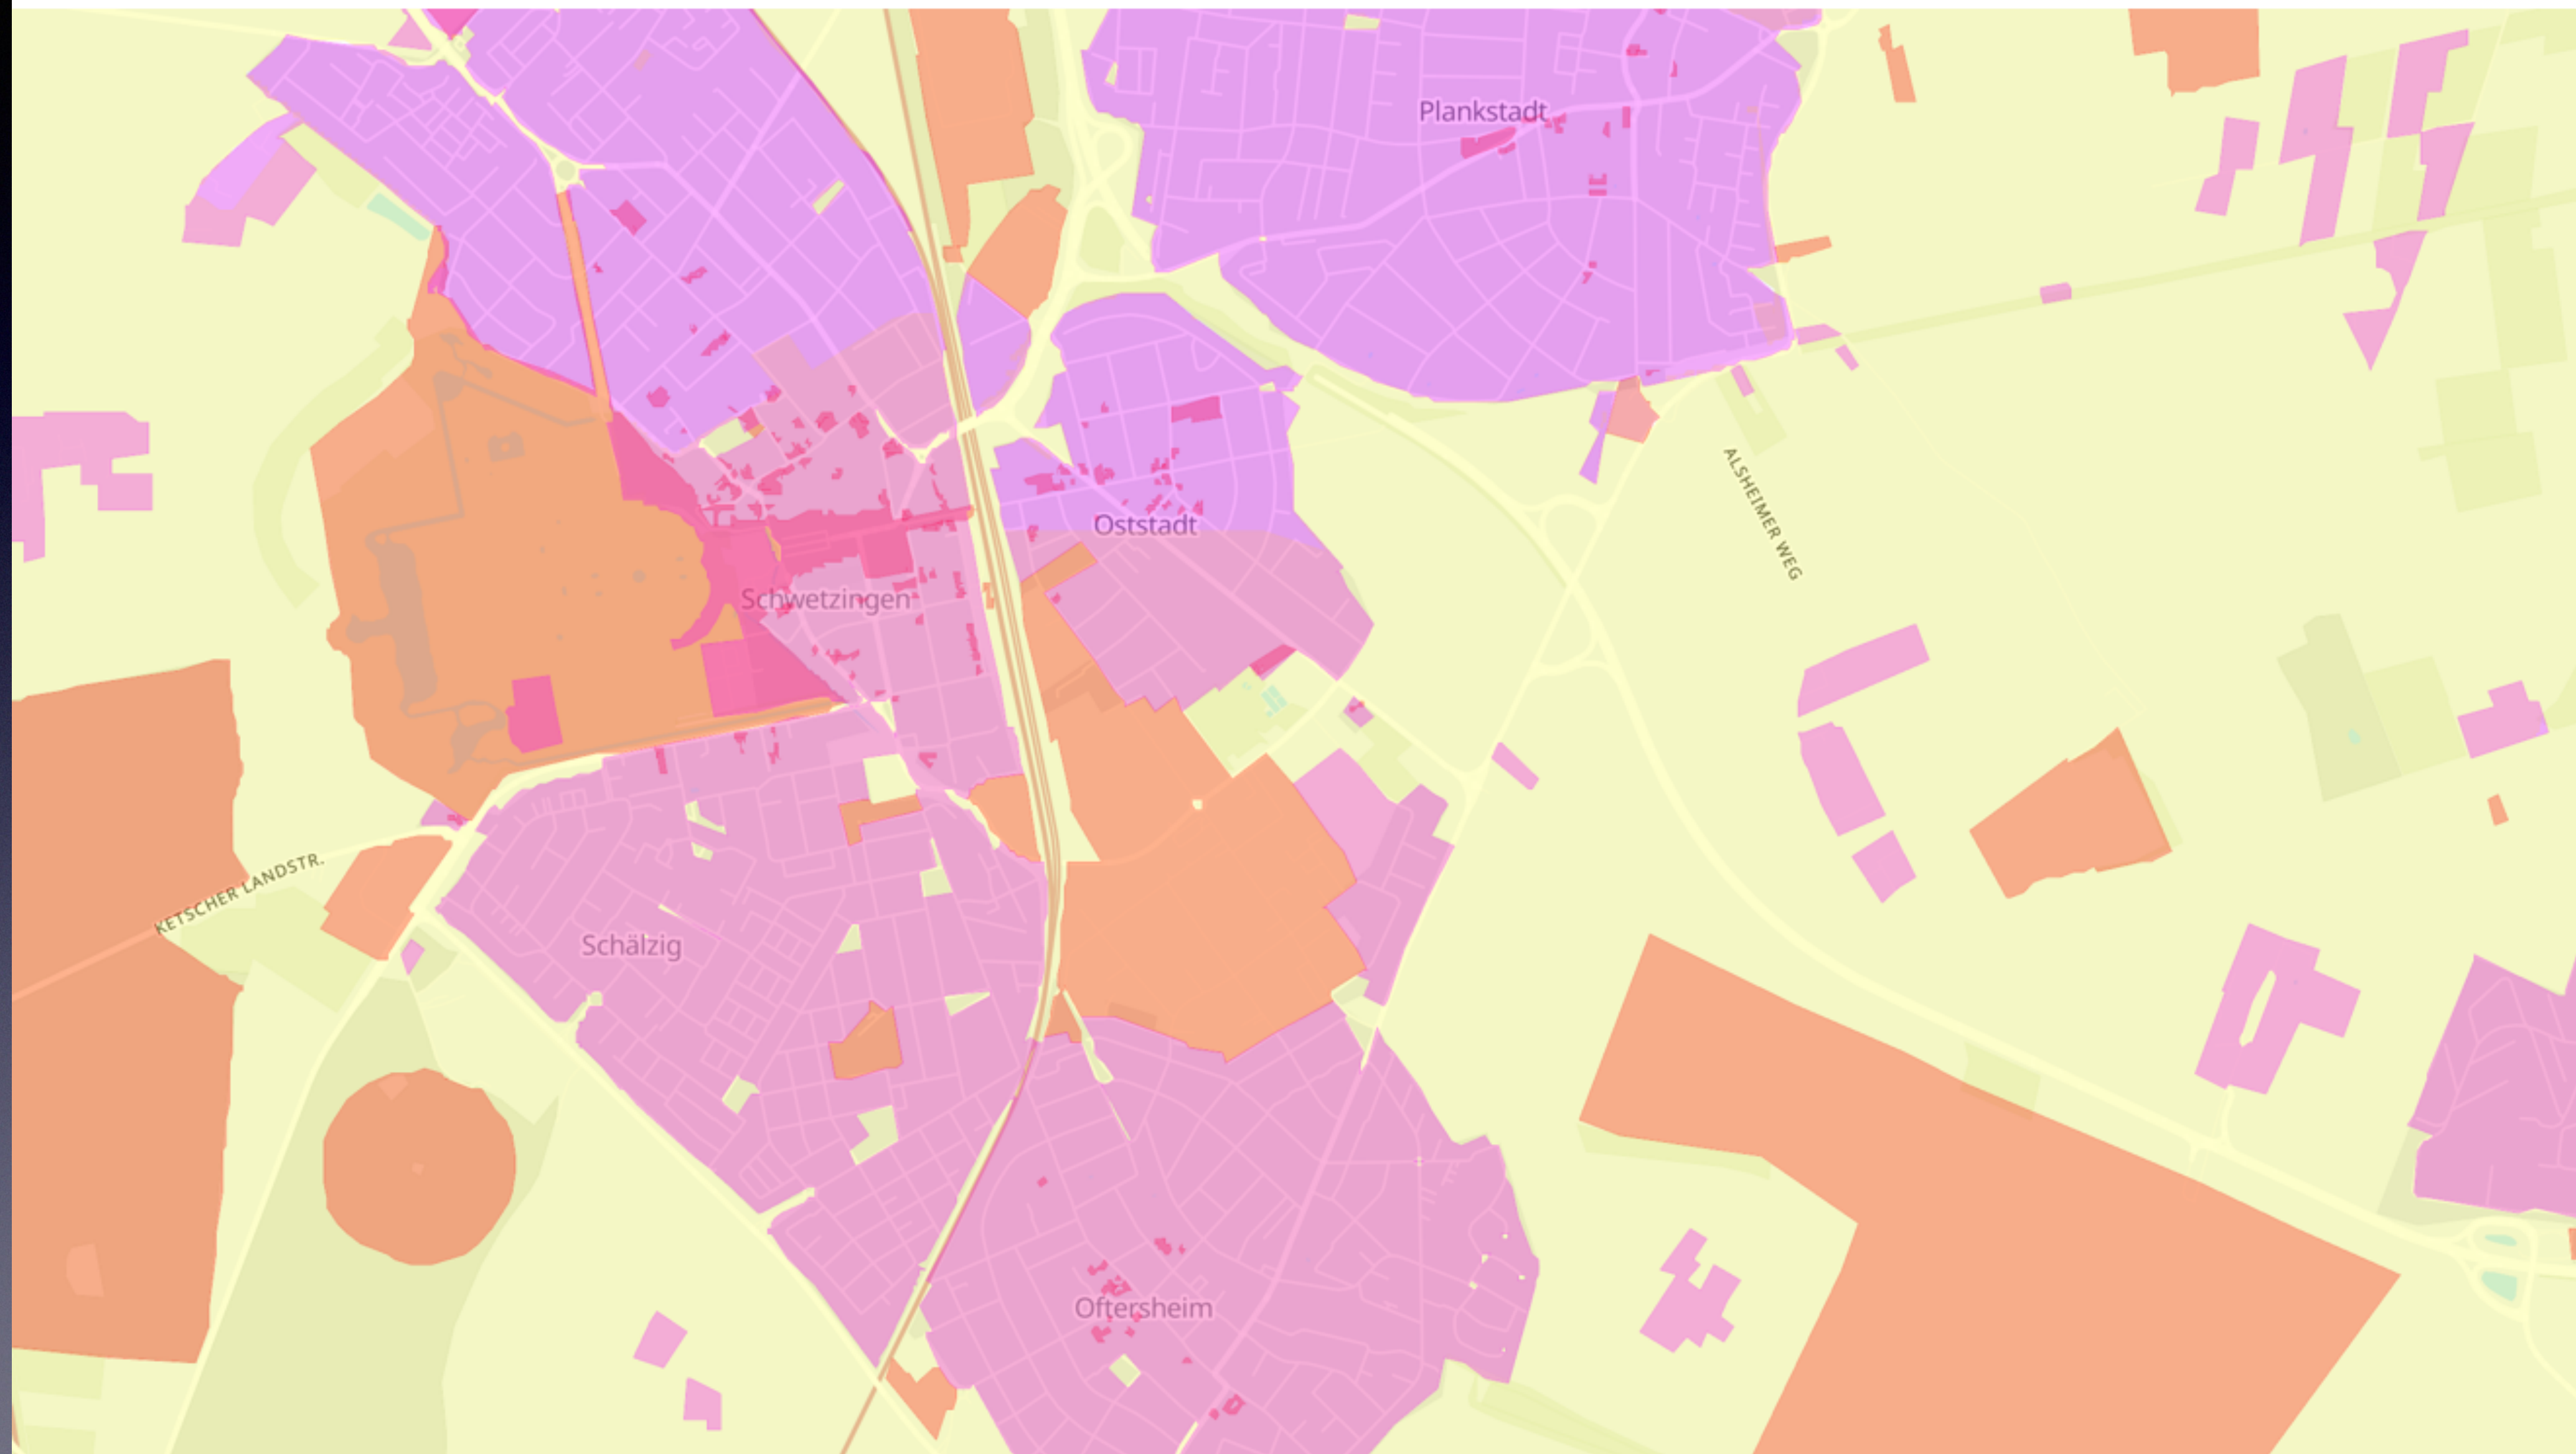 Plankstadt
Oststadt
ALSHEIMER WEG
Schwetzingen
KETSCHER LANDSTR.
Schälzig
Oftersheim